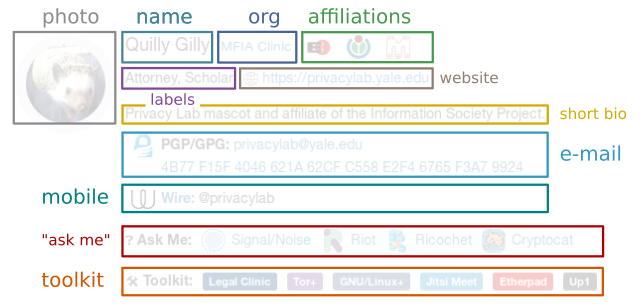 photo name org affiliations
Quilly Gilly MFIA Clinic
Attorney, Scholar https://privacylab.yale.edu website
labels
Privacy Lab mascot and affiliate of the Information Society Project. short bio
PGP/GPG: privacylab@yale.edu e-mail
4B77 F15F 4046 621A 62CF C558 E2F4 6765 F3A7 9924
mobile Wire: @privacylab
"ask me" ? Ask Me: Signal/Noise Riot Ricochet Cryptocat
toolkit Toolkit: Legal Clinic Tor+ GNU/Linux+ Jitsi Meet Etherpad Up1